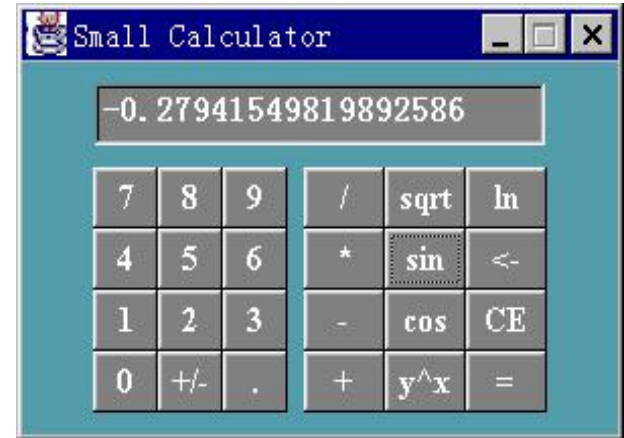 Small Calculator
-0.27941549819892586
7 8 9 / sqrt ln
4 5 6 * sin <-
1 2 3 - cos CE
0 +/- . + y^x =